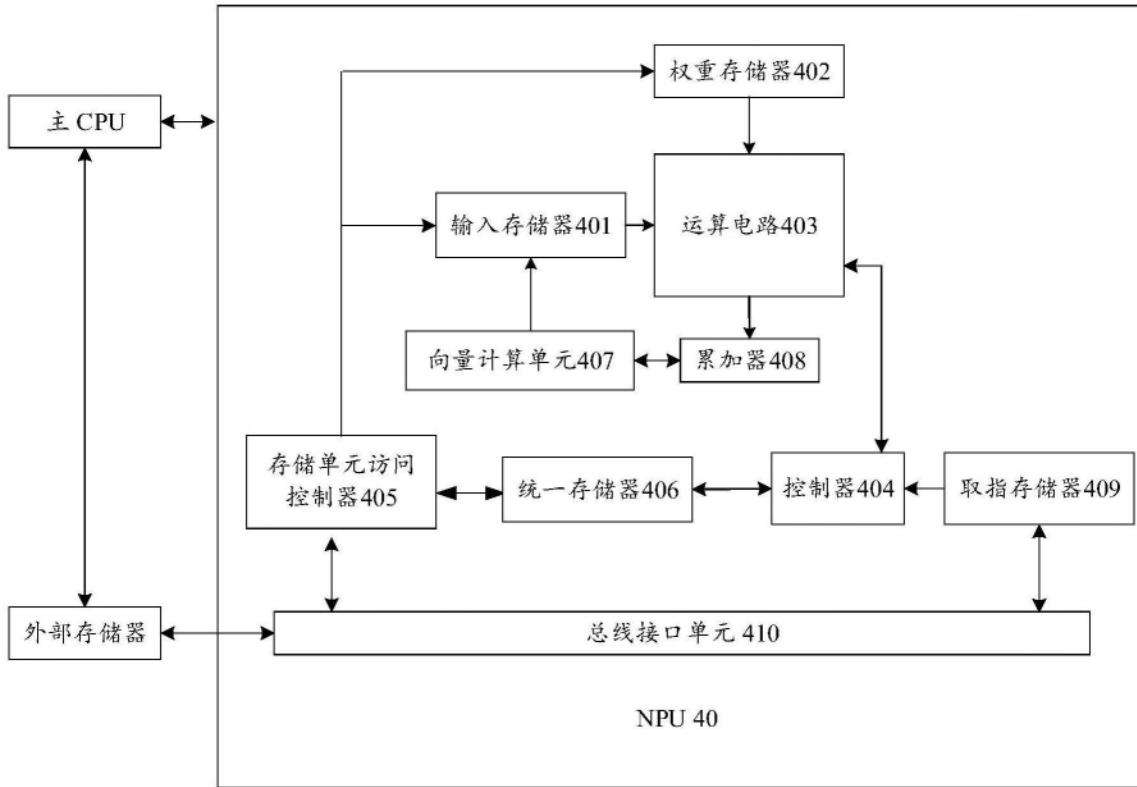 权重存储器402
主CPU
输入存储器401
运算电路403
向量计算单元407
累加器408
存储单元访问
控制器405
统一存储器406
控制器404
取指存储器409
外部存储器
总线接口单元 410
NPU 40